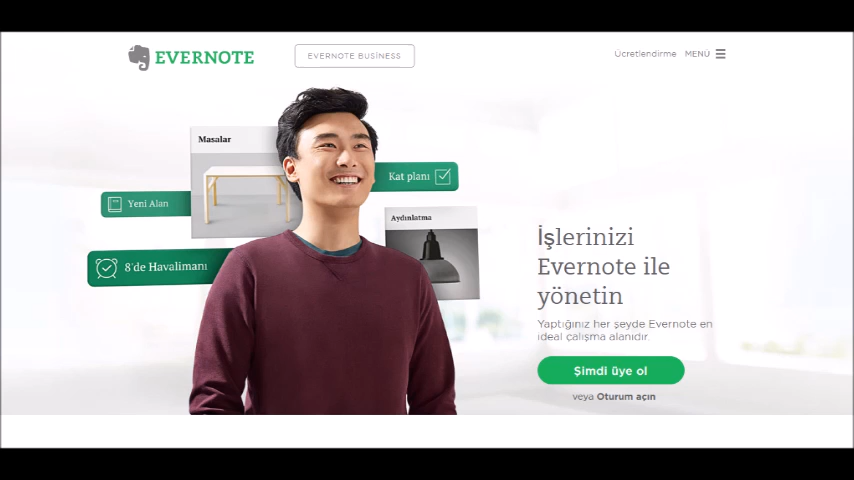 EVERNOTE
EVERNOTE BUSINESS
Ücretlendirme
MENÜ
Masalar
Kat planı
Yeni Alan
Aydınlatma
8'de Havalimanı
İşlerinizi
Evernote ile
yönetin
Yaptığınız her şeyde Evernote en
ideal çalışma alanıdır.
Şimdi üye ol
veya Oturum açın